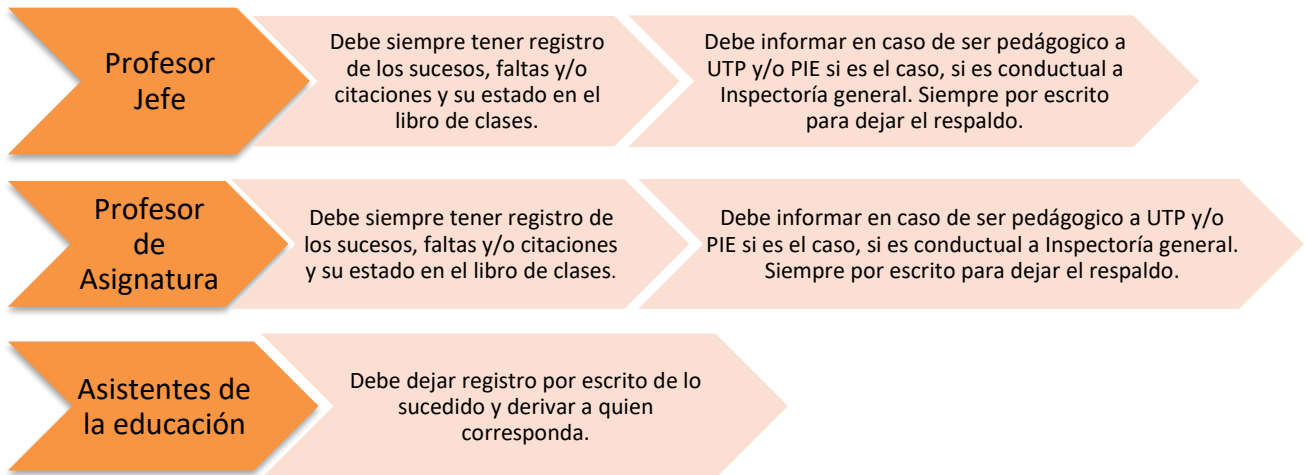 Profesor
Jefe
Debe siempre tener registro
de los sucesos, faltas y/o
citaciones y su estado en el
libro de clases.
Debe informar en caso de ser pedágogico a
UTP y/o PIE si es el caso, si es conductual a
Inspectoría general. Siempre por escrito
para dejar el respaldo.
Profesor
de
Asignatura
Debe siempre tener registro de
los sucesos, faltas y/o citaciones
y su estado en el libro de clases.
Debe informar en caso de ser pedágogico a UTP y/o
PIE si es el caso, si es conductual a Inspectoría general.
Siempre por escrito para dejar el respaldo.
Asistentes de
la educación
Debe dejar registro por escrito de lo
sucedido y derivar a quien
corresponda.